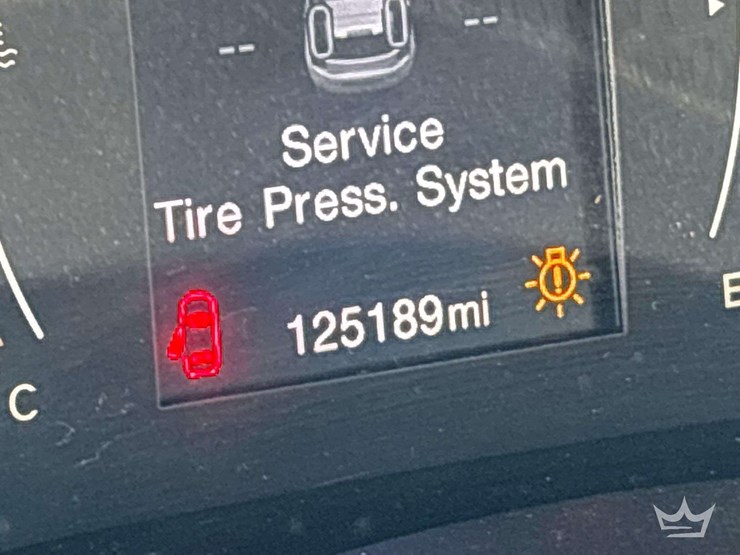 -- --
Service
Tire Press. System
125189mi
C
E